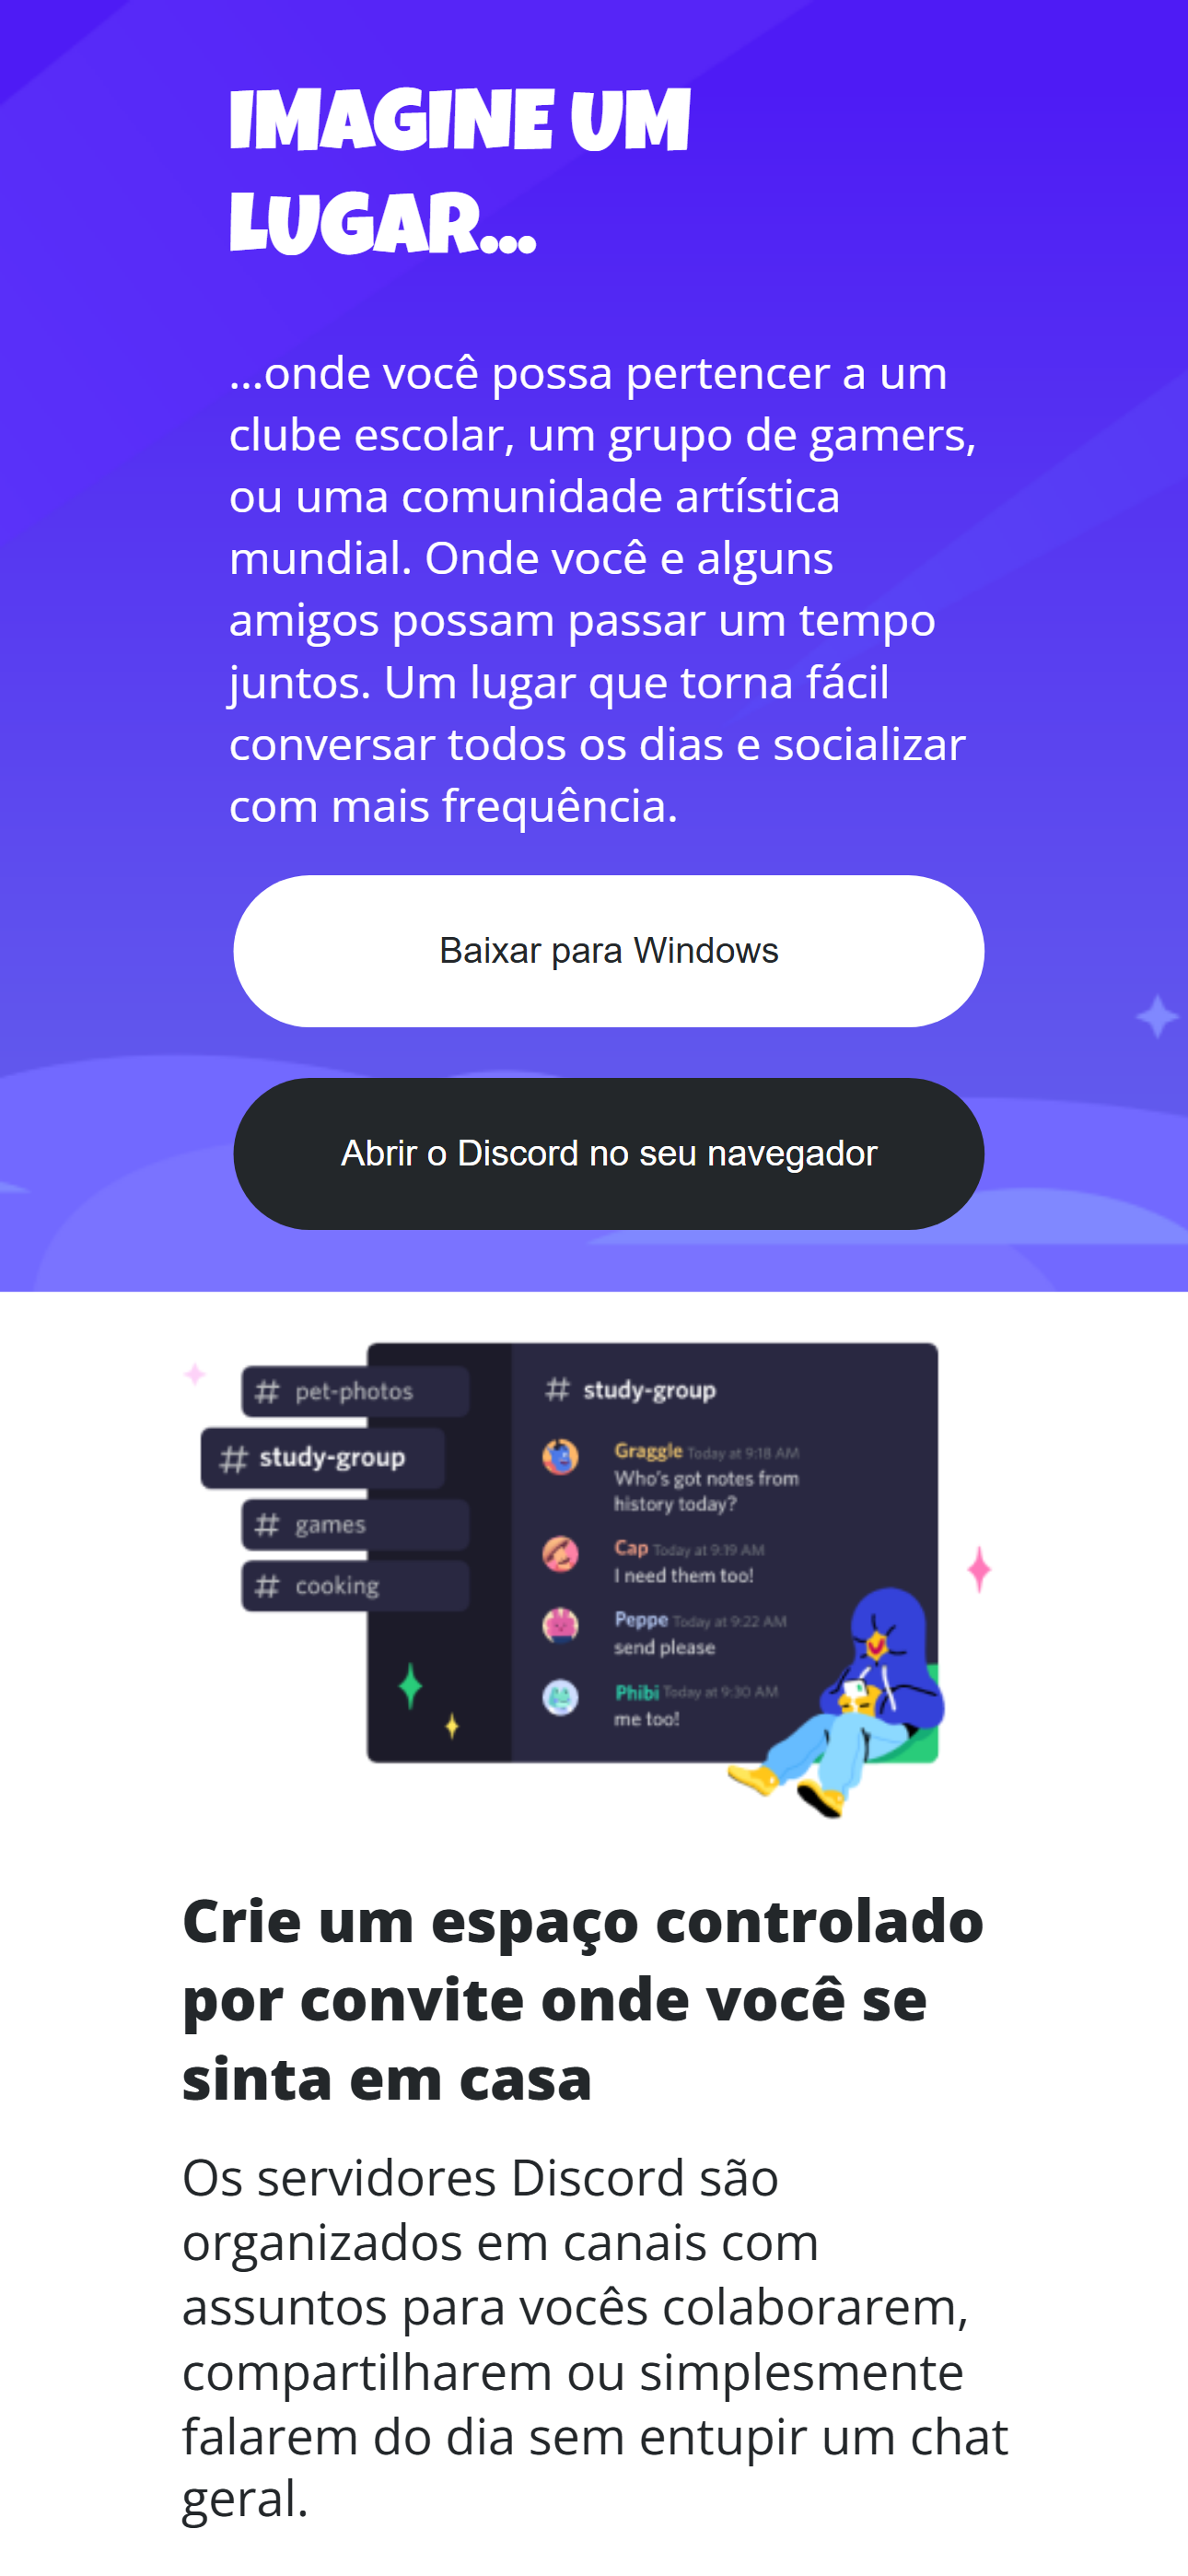 IMAGINE UM
LUGAR...
...onde você possa pertencer a um
clube escolar, um grupo de gamers,
ou uma comunidade artística
mundial. Onde você e alguns
amigos possam passar um tempo
juntos. Um lugar que torna fácil
conversar todos os dias e socializar
com mais frequência.
Baixar para Windows
Abrir o Discord no seu navegador
# pet-photos
# study-group
# games
# cooking
# study-group
Graggle Today at 9:18 AM
Who's got notes from
history today?
Cap Today at 9:19 AM
I need them too!
Peppe Today at 9:22 AM
send please
Phibi Today at 9:30 AM
me too!
Crie um espaço controlado
por convite onde você se
sinta em casa
Os servidores Discord são
organizados em canais com
assuntos para vocês colaborarem,
compartilharem ou simplesmente
falarem do dia sem entupir um chat
geral.